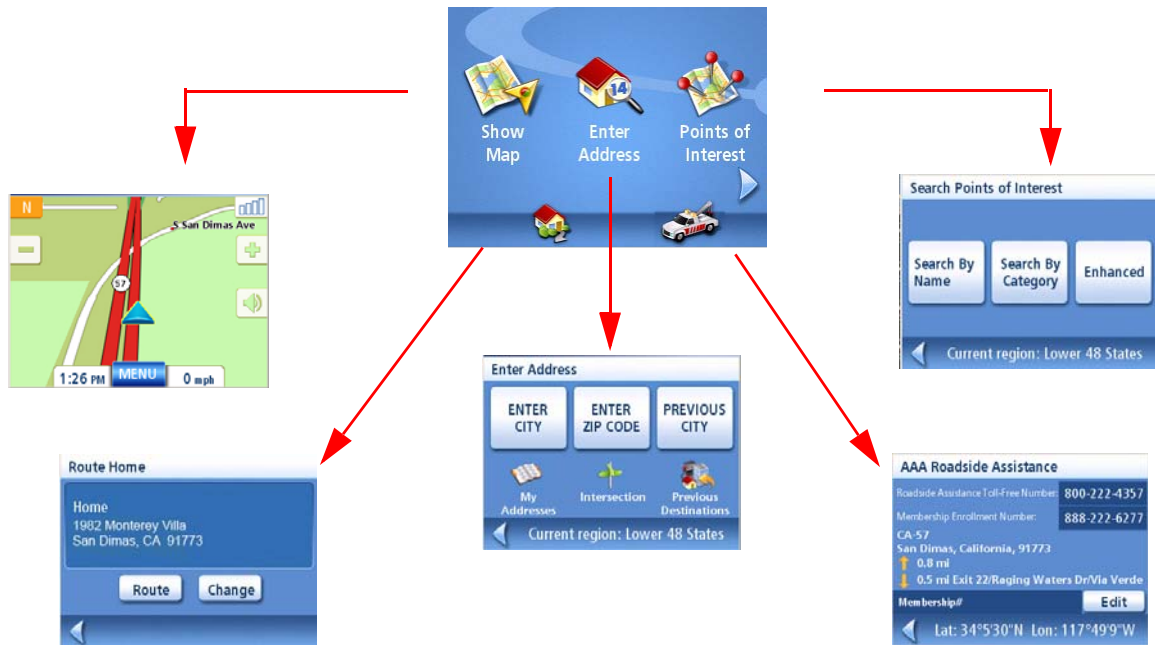 Show Map
Enter Address
14
Points of Interest
N
S San Dimas Ave
57
1:26 PM
MENU
0 mph
Search Points of Interest
Search By Name
Search By Category
Enhanced
Current region: Lower 48 States
Enter Address
ENTER CITY
ENTER ZIP CODE
PREVIOUS CITY
My Addresses
Intersection
Previous Destinations
Current region: Lower 48 States
Route Home
Home
1982 Monterey Villa
San Dimas, CA 91773
Route
Change
AAA Roadside Assistance
Roadside Assistance Toll-Free Number: 800-222-4357
Membership Enrollment Number: 888-222-6277
CA-57
San Dimas, California, 91773
0.8 mi
0.5 mi Exit 22/Raging Waters Dr/Via Verde
Membership#
Edit
Lat: 34°5'30"N Lon: 117°49'9"W